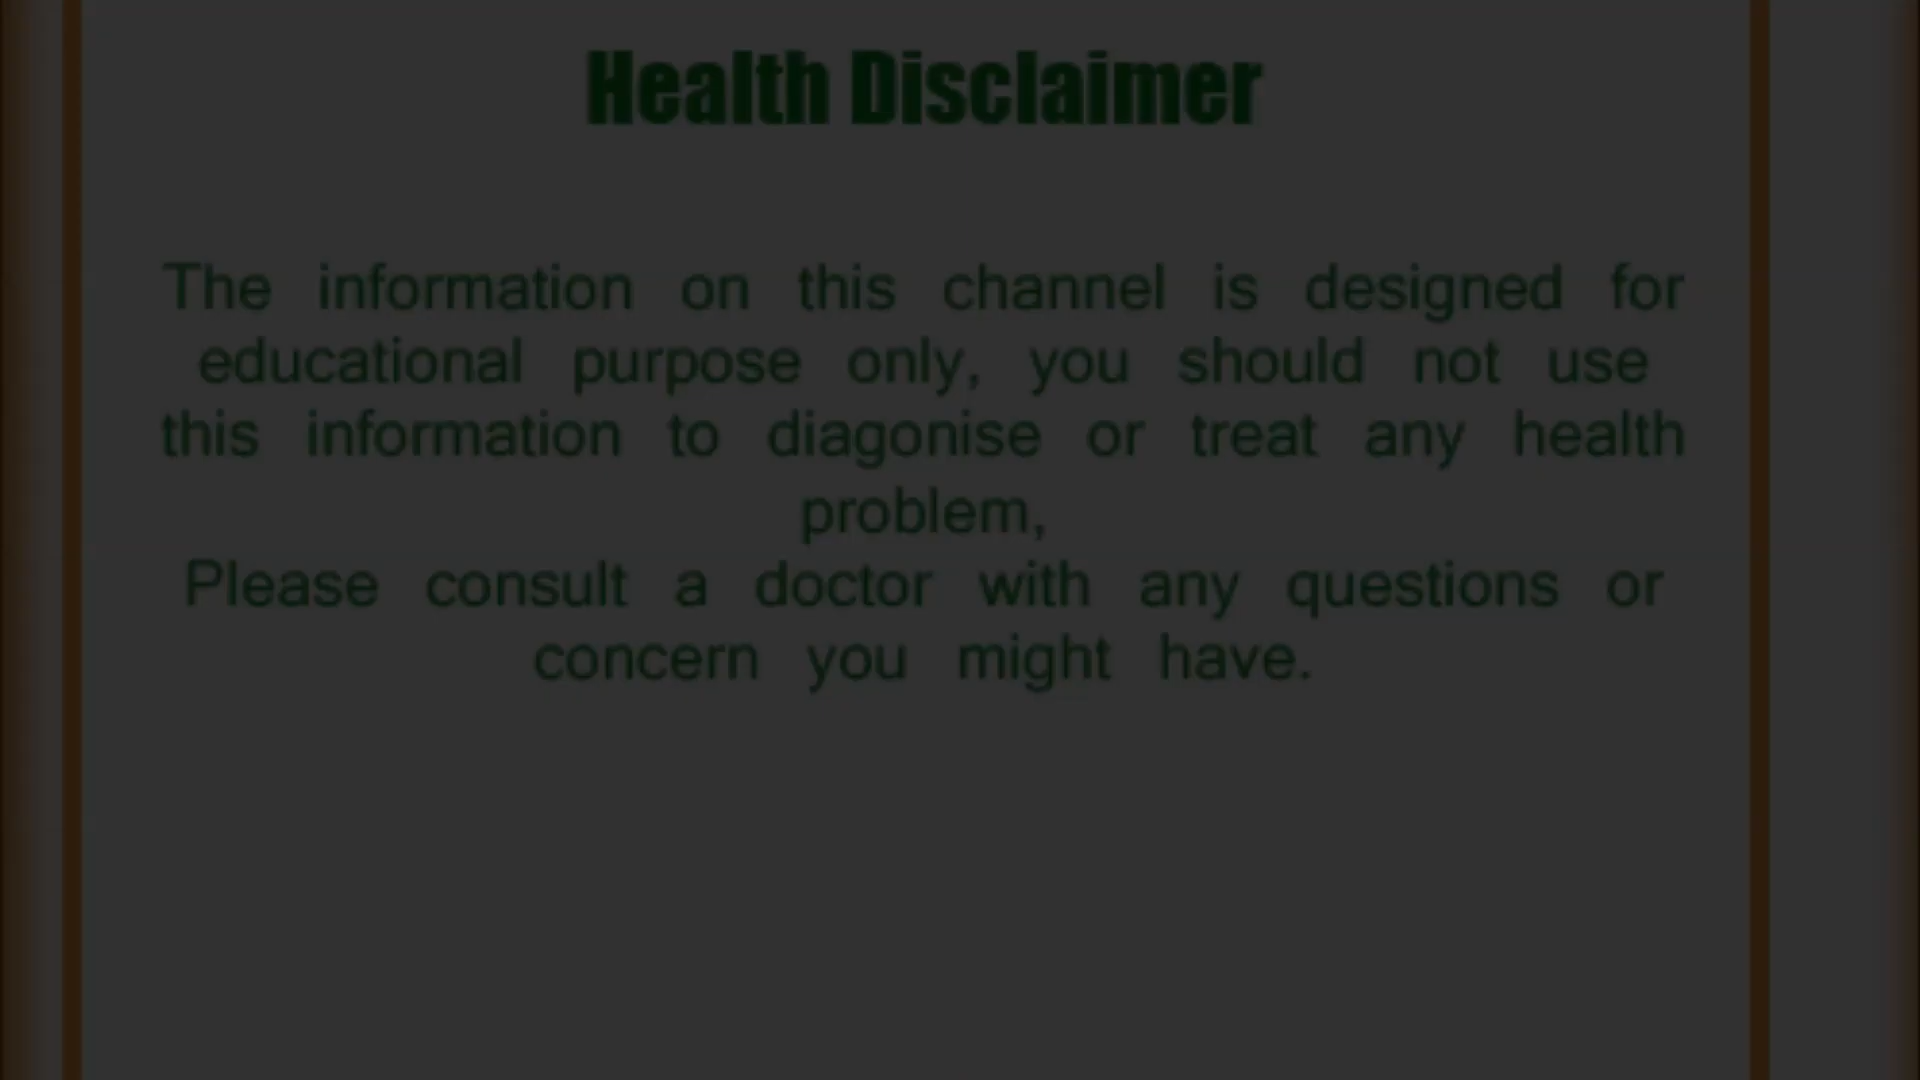 Health Disclaimer
The information on this channel is designed for
educational purpose only, you should not use
this information to diagonise or treat any health
problem,
Please consult a doctor with any questions or
concern you might have.